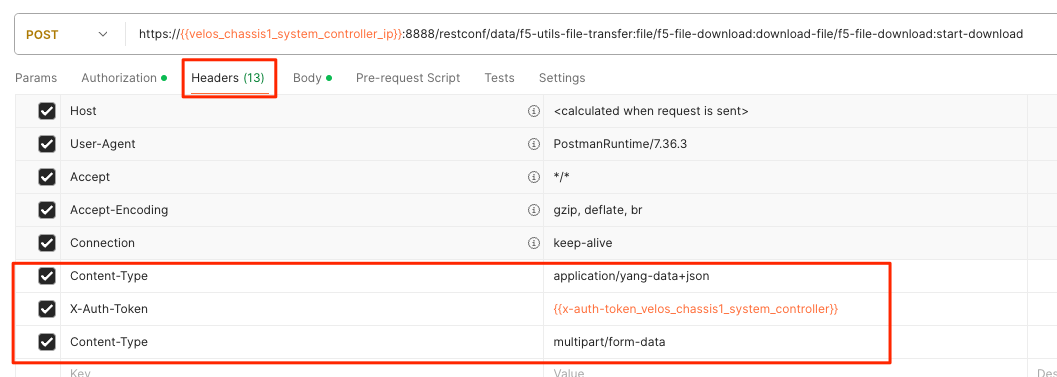 POST https://{{velos_chassis1_system_controller_ip}}:8888/restconf/data/f5-utils-file-transfer:file/f5-file-download:download-file/f5-file-download:start-download
Params Authorization Headers (13) Body Pre-request Script Tests Settings
Host <calculated when request is sent>
User-Agent PostmanRuntime/7.36.3
Accept */*
Accept-Encoding gzip, deflate, br
Connection keep-alive
Content-Type application/yang-data+json
X-Auth-Token {{x-auth-token_velos_chassis1_system_controller}}
Content-Type multipart/form-data
Key Value Des